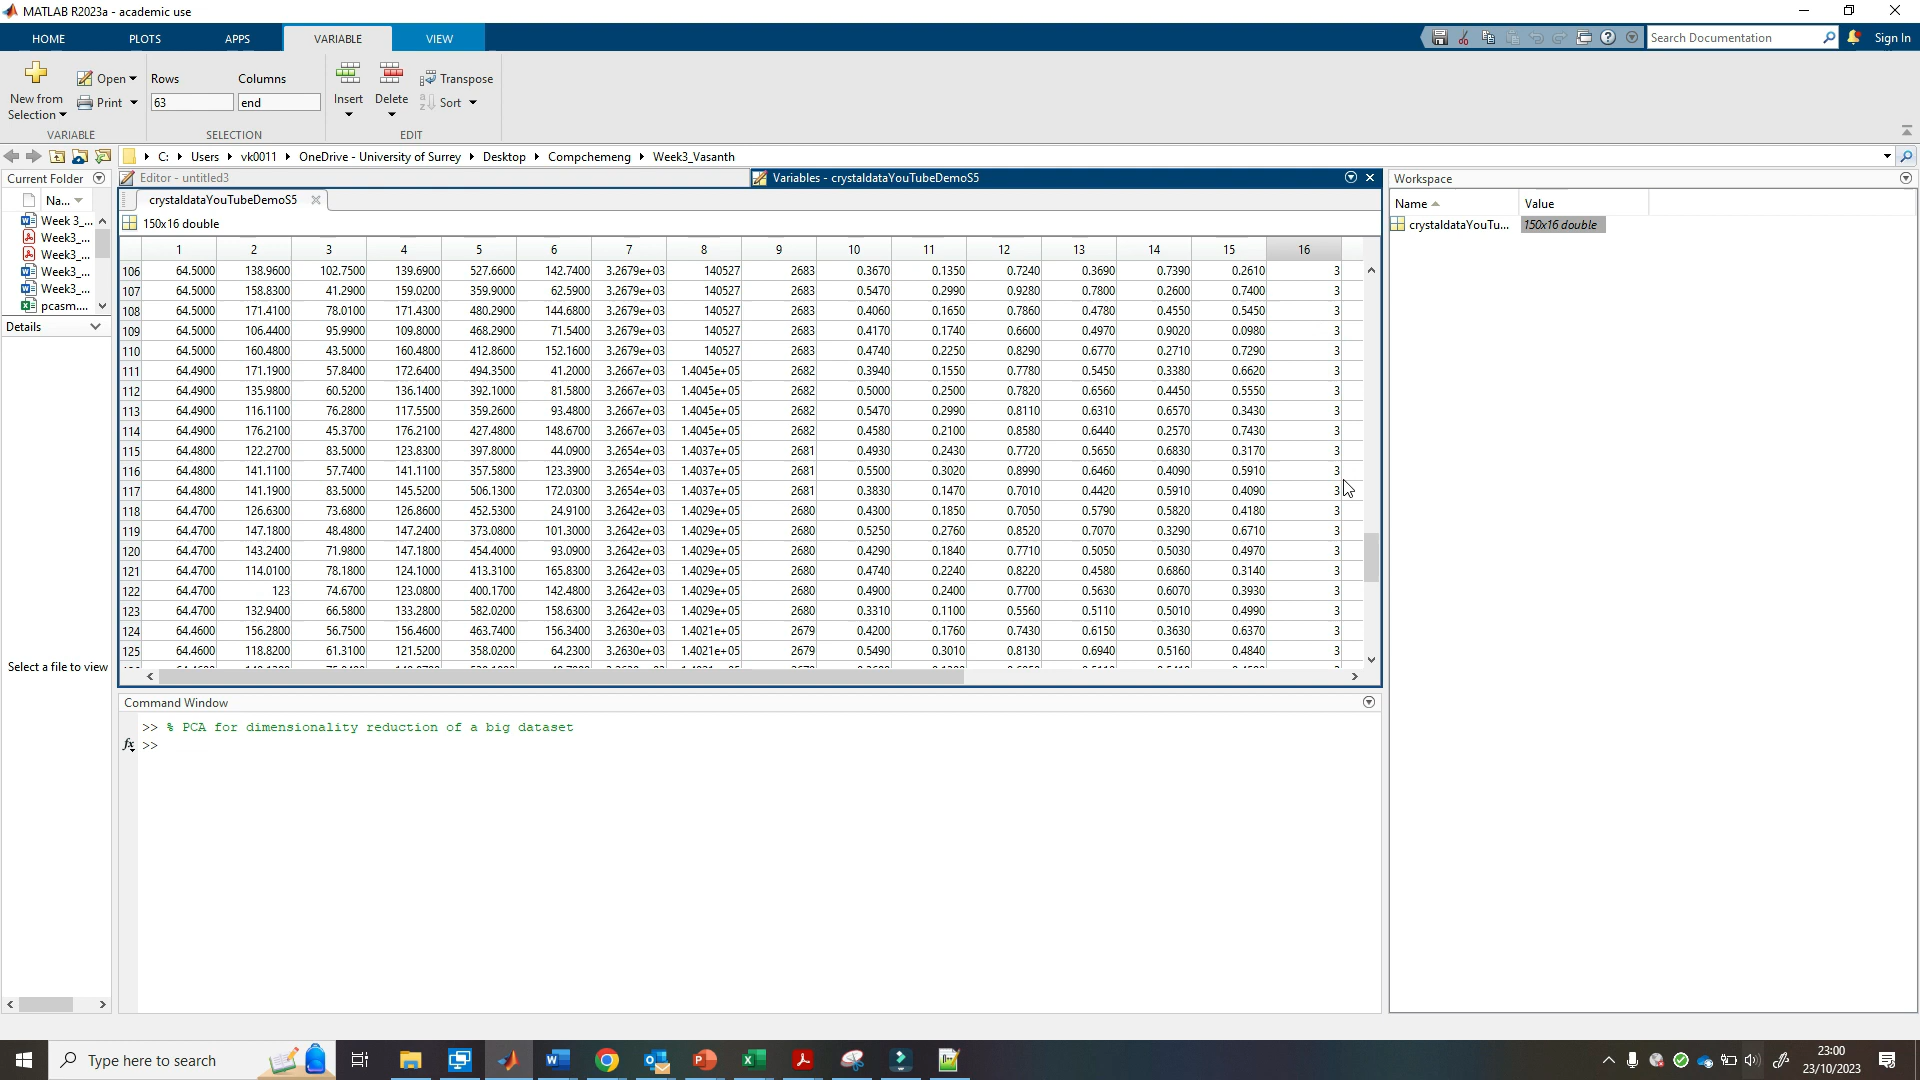 MATLAB R2023a - academic use
HOME PLOTS APPS VARIABLE VIEW
Search Documentation
Sign In
New from Selection
Open
Print
VARIABLE
Rows Columns
63 end
SELECTION
Insert Delete Transpose
Sort
EDIT
C: Users vk0011 OneDrive - University of Surrey Desktop Compchemeng Week3_Vasanth
Current Folder
Na...
Week 3_...
Week3_...
Week3_...
Week3_...
Week3_...
pcasm....
Details
Select a file to view
Editor - untitled3
Variables - crystaldataYouTubeDemoS5
crystaldataYouTubeDemoS5
150x16 double
1 2 3 4 5 6 7 8 9 10 11 12 13 14 15 16
106 64.5000 138.9600 102.7500 139.6900 527.6600 142.7400 3.2679e+03 140527 2683 0.3670 0.1350 0.7240 0.3690 0.7390 0.2610 3
107 64.5000 158.8300 41.2900 159.0200 359.9000 62.5900 3.2679e+03 140527 2683 0.5470 0.2990 0.9280 0.7800 0.2600 0.7400 3
108 64.5000 171.4100 78.0100 171.4300 480.2900 144.6800 3.2679e+03 140527 2683 0.4060 0.1650 0.7860 0.4780 0.4550 0.5450 3
109 64.5000 106.4400 95.9900 109.8000 468.2900 71.5400 3.2679e+03 140527 2683 0.4170 0.1740 0.6600 0.4970 0.9020 0.0980 3
110 64.5000 160.4800 43.5000 160.4800 412.8600 152.1600 3.2679e+03 140527 2683 0.4740 0.2250 0.8290 0.6770 0.2710 0.7290 3
111 64.4900 171.1900 57.8400 172.6400 494.3500 41.2000 3.2667e+03 1.4045e+05 2682 0.3940 0.1550 0.7780 0.5450 0.3380 0.6620 3
112 64.4900 135.9800 60.5200 136.1400 392.1000 81.5800 3.2667e+03 1.4045e+05 2682 0.5000 0.2500 0.7820 0.6560 0.4450 0.5550 3
113 64.4900 116.1100 76.2800 117.5500 359.2600 93.4800 3.2667e+03 1.4045e+05 2682 0.5470 0.2990 0.8110 0.6310 0.6570 0.3430 3
114 64.4900 176.2100 45.3700 176.2100 427.4800 148.6700 3.2667e+03 1.4045e+05 2682 0.4580 0.2100 0.8580 0.6440 0.2570 0.7430 3
115 64.4800 122.2700 83.5000 123.8300 397.8000 44.0900 3.2654e+03 1.4037e+05 2681 0.4930 0.2430 0.7720 0.5650 0.6830 0.3170 3
116 64.4800 141.1100 57.7400 141.1100 357.5800 123.3900 3.2654e+03 1.4037e+05 2681 0.5500 0.3020 0.8990 0.6460 0.4090 0.5910 3
117 64.4800 141.1900 83.5000 145.5200 506.1300 172.0300 3.2654e+03 1.4037e+05 2681 0.3830 0.1470 0.7010 0.4420 0.5910 0.4090 3
118 64.4700 126.6300 73.6800 126.8600 452.5300 24.9100 3.2642e+03 1.4029e+05 2680 0.4300 0.1850 0.7050 0.5790 0.5820 0.4180 3
119 64.4700 147.1800 48.4800 147.2400 373.0800 101.3000 3.2642e+03 1.4029e+05 2680 0.5250 0.2760 0.8520 0.7070 0.3290 0.6710 3
120 64.4700 143.2400 71.9800 147.1800 454.4000 93.0900 3.2642e+03 1.4029e+05 2680 0.4290 0.1840 0.7710 0.5050 0.5030 0.4970 3
121 64.4700 114.0100 78.1800 124.1000 413.3100 165.8300 3.2642e+03 1.4029e+05 2680 0.4740 0.2240 0.8220 0.4580 0.6860 0.3140 3
122 64.4700 123 74.6700 123.0800 400.1700 142.4800 3.2642e+03 1.4029e+05 2680 0.4900 0.2400 0.7700 0.5630 0.6070 0.3930 3
123 64.4700 132.9400 66.5800 133.2800 582.0200 158.6300 3.2642e+03 1.4029e+05 2680 0.3310 0.1100 0.5560 0.5110 0.5010 0.4990 3
124 64.4600 156.2800 56.7500 156.4600 463.7400 156.3400 3.2630e+03 1.4021e+05 2679 0.4200 0.1760 0.7430 0.6150 0.3630 0.6370 3
125 64.4600 118.8200 61.3100 121.5200 358.0200 64.2300 3.2630e+03 1.4021e+05 2679 0.5490 0.3010 0.8130 0.6940 0.5160 0.4840 3
Command Window
>> % PCA for dimensionality reduction of a big dataset
fx >>
Workspace
Name Value
crystaldataYouTu... 150x16 double
Type here to search
23:00
23/10/2023